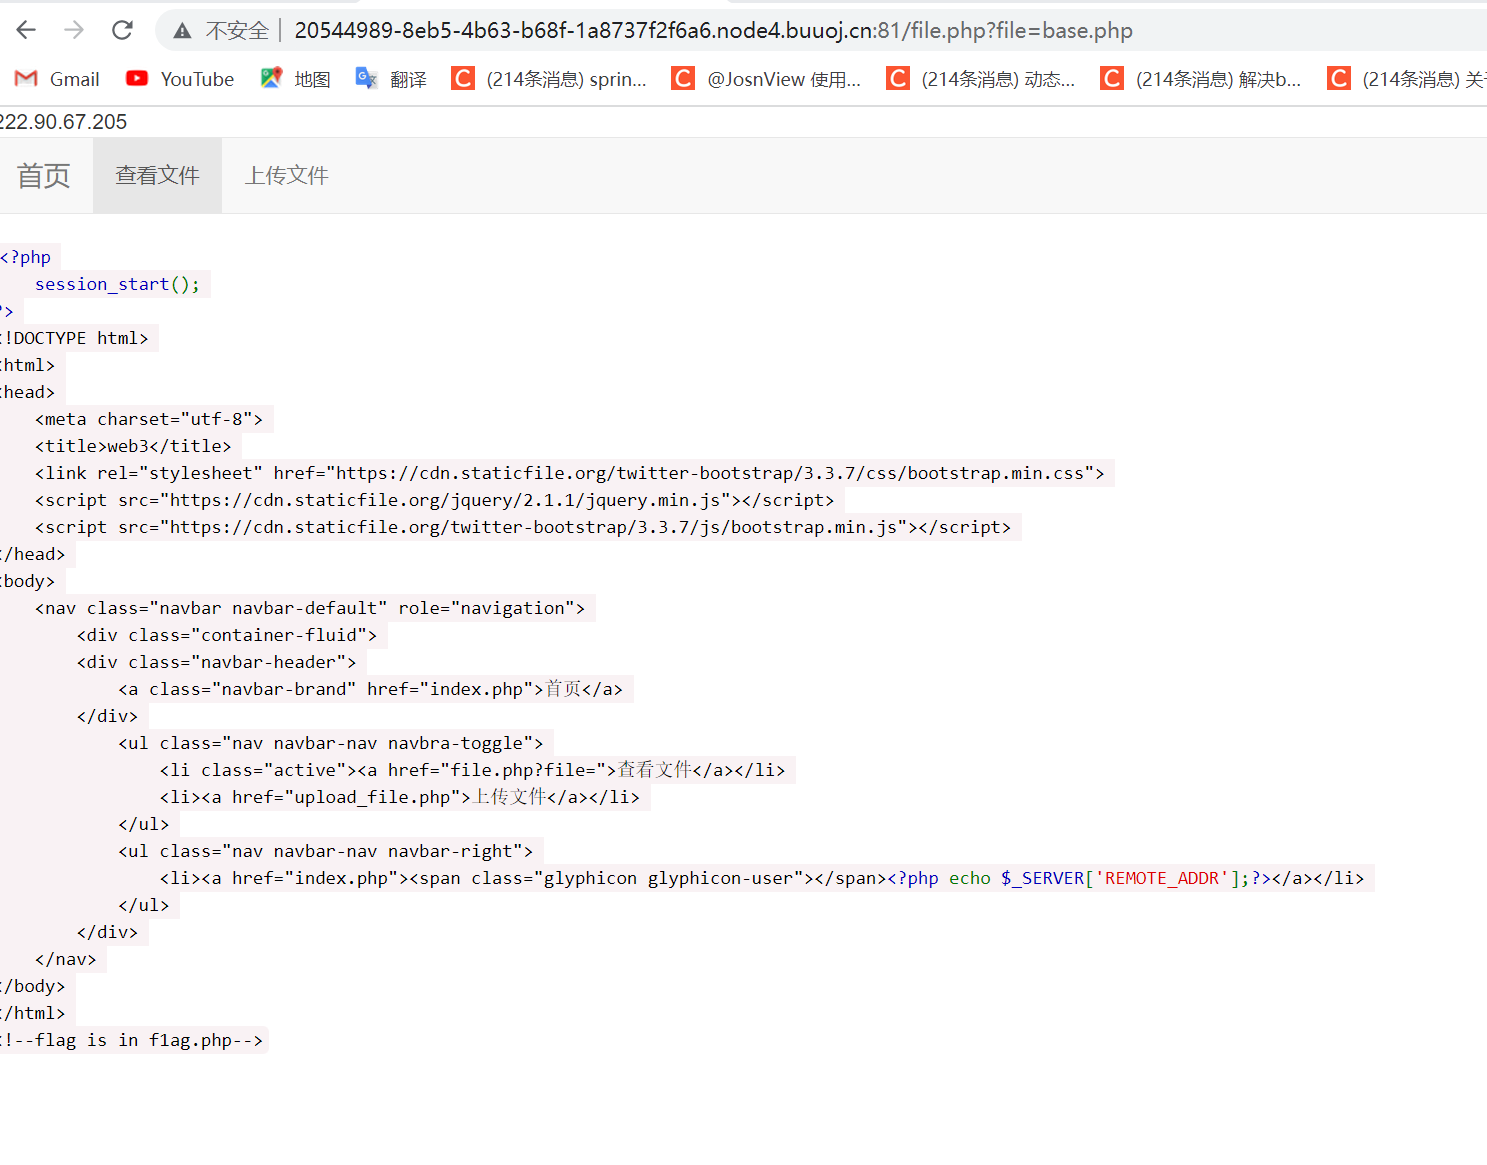 不安全 20544989-8eb5-4b63-b68f-1a8737f2f6a6.node4.buuoj.cn:81/file.php?file=base.php
Gmail YouTube 地图 翻译 (214条消息) sprin... @JosnView 使用... (214条消息) 动态... (214条消息) 解决b... (214条消息) 关
222.90.67.205
首页 查看文件 上传文件
<?php
session_start();
?>
<!DOCTYPE html>
<html>
<head>
<meta charset="utf-8">
<title>web3</title>
<link rel="stylesheet" href="https://cdn.staticfile.org/twitter-bootstrap/3.3.7/css/bootstrap.min.css">
<script src="https://cdn.staticfile.org/jquery/2.1.1/jquery.min.js"></script>
<script src="https://cdn.staticfile.org/twitter-bootstrap/3.3.7/js/bootstrap.min.js"></script>
</head>
<body>
<nav class="navbar navbar-default" role="navigation">
<div class="container-fluid">
<div class="navbar-header">
<a class="navbar-brand" href="index.php">首页</a>
</div>
<ul class="nav navbar-nav navbra-toggle">
<li class="active"><a href="file.php?file=">查看文件</a></li>
<li><a href="upload_file.php">上传文件</a></li>
</ul>
<ul class="nav navbar-nav navbar-right">
<li><a href="index.php"><span class="glyphicon glyphicon-user"></span><?php echo $_SERVER['REMOTE_ADDR'];?></a></li>
</ul>
</div>
</nav>
</body>
</html>
<!--flag is in f1ag.php-->